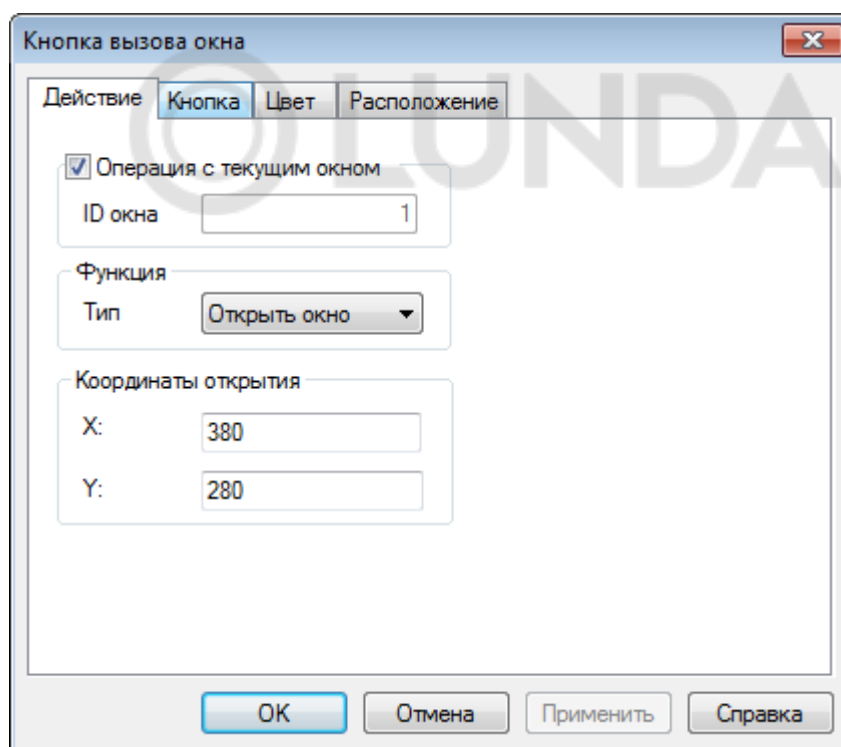 Кнопка вызова окна
Действие Кнопка Цвет Расположение
LUNDA
Операция с текущим окном
ID окна 1
Функция
Тип Открыть окно
Координаты открытия
X: 380
Y: 280
OK Отмена Применить Справка